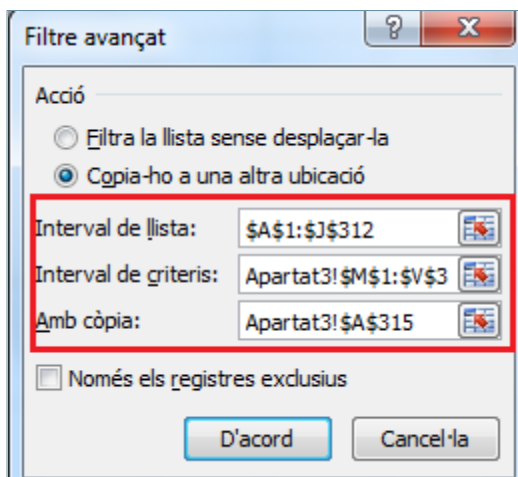 Filtre avançat
Acció
Filtra la llista sense desplaçar-la
Copia-ho a una altra ubicació
Interval de llista: $A$1:$J$312
Interval de criteris: Apartat3!$M$1:$V$3
Amb còpia: Apartat3!$A$315
Només els registres exclusius
D'acord Cancel·la